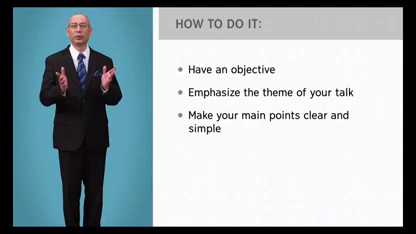 HOW TO DO IT:
Have an objective
Emphasize the theme of your talk
Make your main points clear and
simple